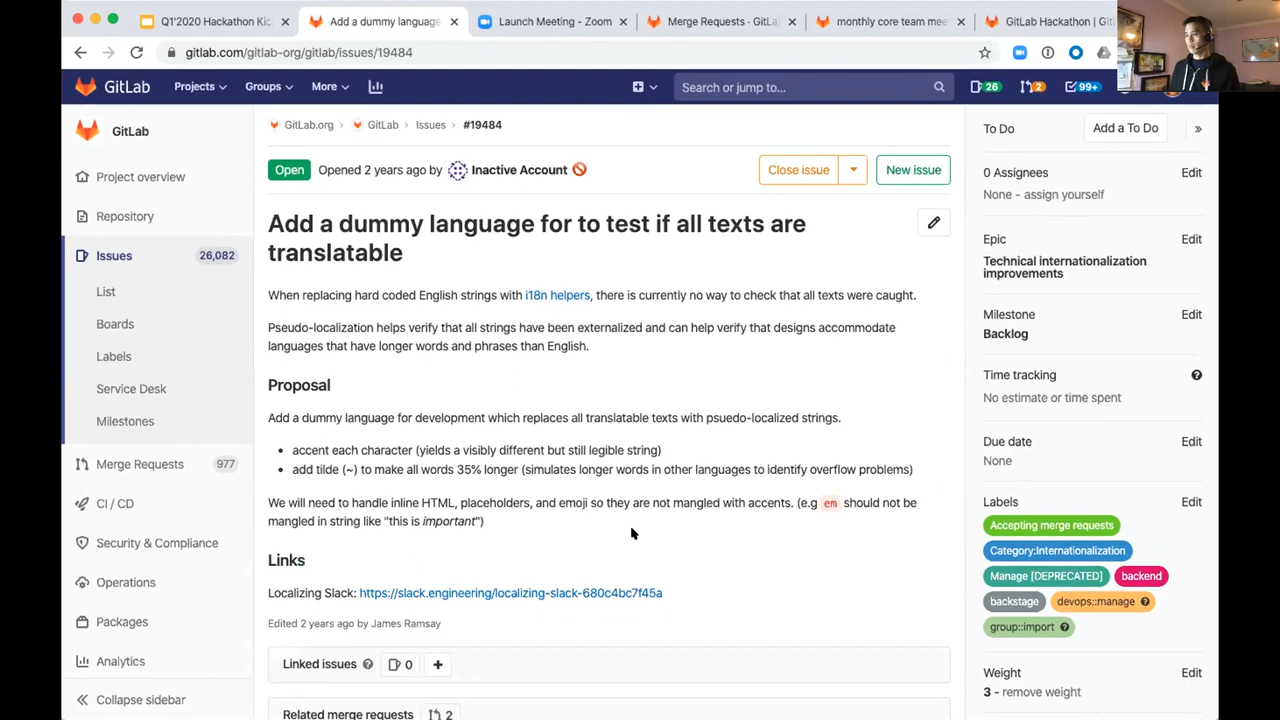 Q1'2020 Hackathon Kic
Add a dummy language
Launch Meeting - Zoom
Merge Requests · GitLa
monthly core team mee
GitLab Hackathon | Git
gitlab.com/gitlab-org/gitlab/issues/19484
GitLab
Projects
Groups
More
Search or jump to...
26
2
99+
GitLab
Project overview
Repository
Issues
26,082
List
Boards
Labels
Service Desk
Milestones
Merge Requests
977
CI / CD
Security & Compliance
Operations
Packages
Analytics
Collapse sidebar
GitLab.org
GitLab
Issues
#19484
Open
Opened 2 years ago by
Inactive Account
Close issue
New issue
Add a dummy language for to test if all texts are
translatable
When replacing hard coded English strings with i18n helpers, there is currently no way to check that all texts were caught.
Pseudo-localization helps verify that all strings have been externalized and can help verify that designs accommodate
languages that have longer words and phrases than English.
Proposal
Add a dummy language for development which replaces all translatable texts with psuedo-localized strings.
• accent each character (yields a visibly different but still legible string)
• add tilde (~) to make all words 35% longer (simulates longer words in other languages to identify overflow problems)
We will need to handle inline HTML, placeholders, and emoji so they are not mangled with accents. (e.g em should not be
mangled in string like "this is important")
Links
Localizing Slack: https://slack.engineering/localizing-slack-680c4bc7f45a
Edited 2 years ago by James Ramsay
Linked issues
0
Related merge requests
2
To Do
Add a To Do
»
0 Assignees
Edit
None - assign yourself
Epic
Edit
Technical internationalization
improvements
Milestone
Edit
Backlog
Time tracking
No estimate or time spent
Due date
Edit
None
Labels
Edit
Accepting merge requests
Category:Internationalization
Manage [DEPRECATED]
backend
backstage
devops::manage
group::import
Weight
Edit
3 - remove weight